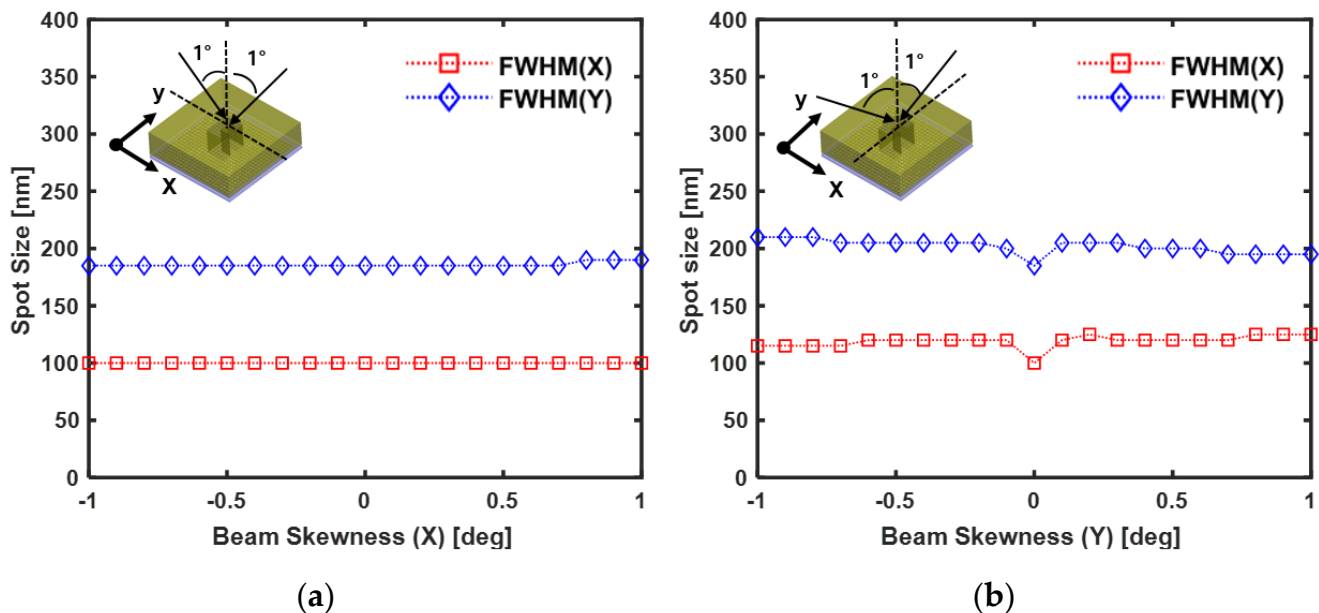 400
350
300
250
200
150
100
50
0
Spot Size [nm]
-1
-0.5
0
0.5
1
Beam Skewness (X) [deg]
1°
1°
y
X
FWHM(X)
FWHM(Y)
(a)
400
350
300
250
200
150
100
50
0
Spot size [nm]
-1
-0.5
0
0.5
1
Beam Skewness (Y) [deg]
1°
1°
y
X
FWHM(X)
FWHM(Y)
(b)